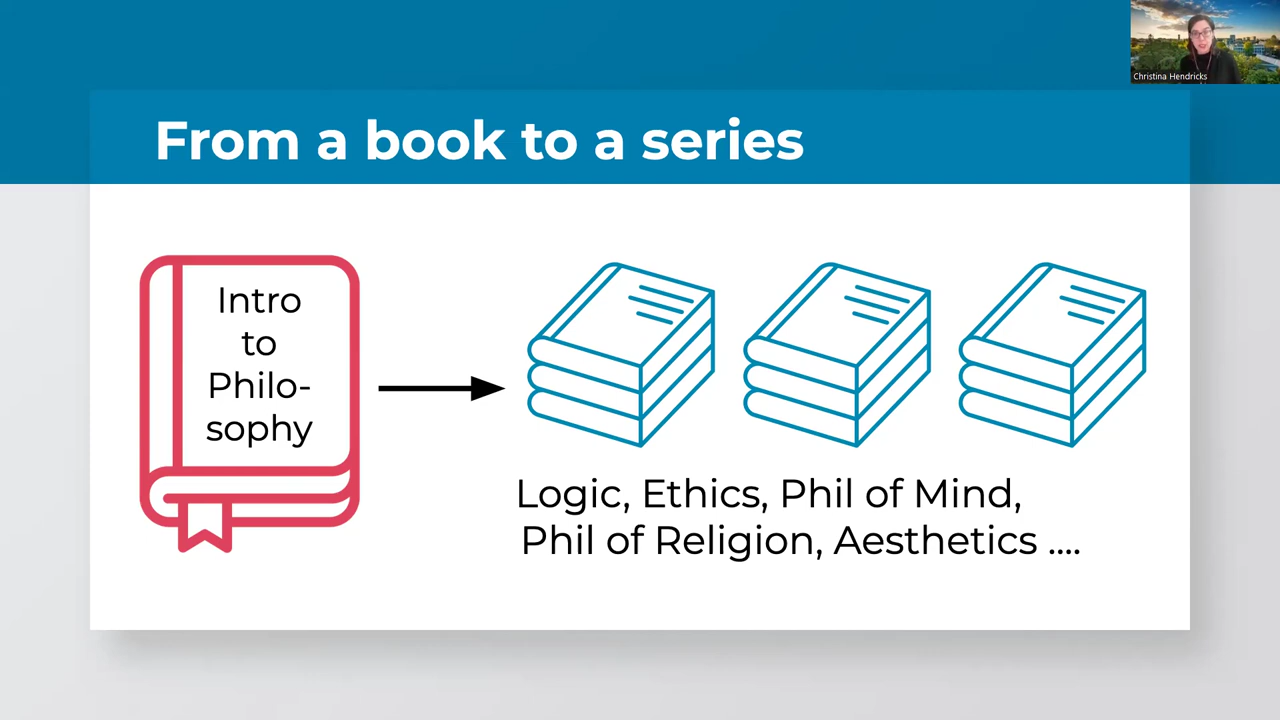 Christina Hendricks
From a book to a series
Intro
to
Philo-
sophy
Logic, Ethics, Phil of Mind,
Phil of Religion, Aesthetics ....